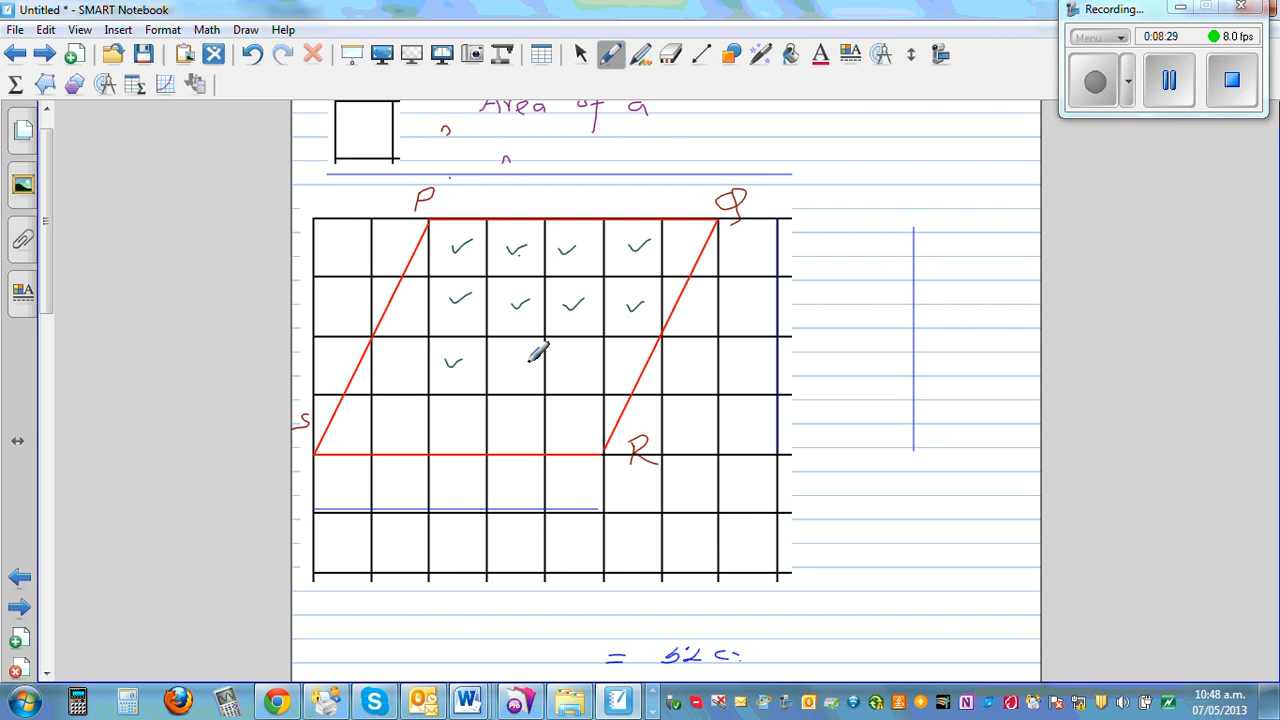 Untitled * - SMART Notebook
Recording...
File Edit View Insert Format Math Draw Help
Menu 0:08:29 8.0 fps
Area of a
P Q
S R
=
10:48 a.m.
07/05/2013